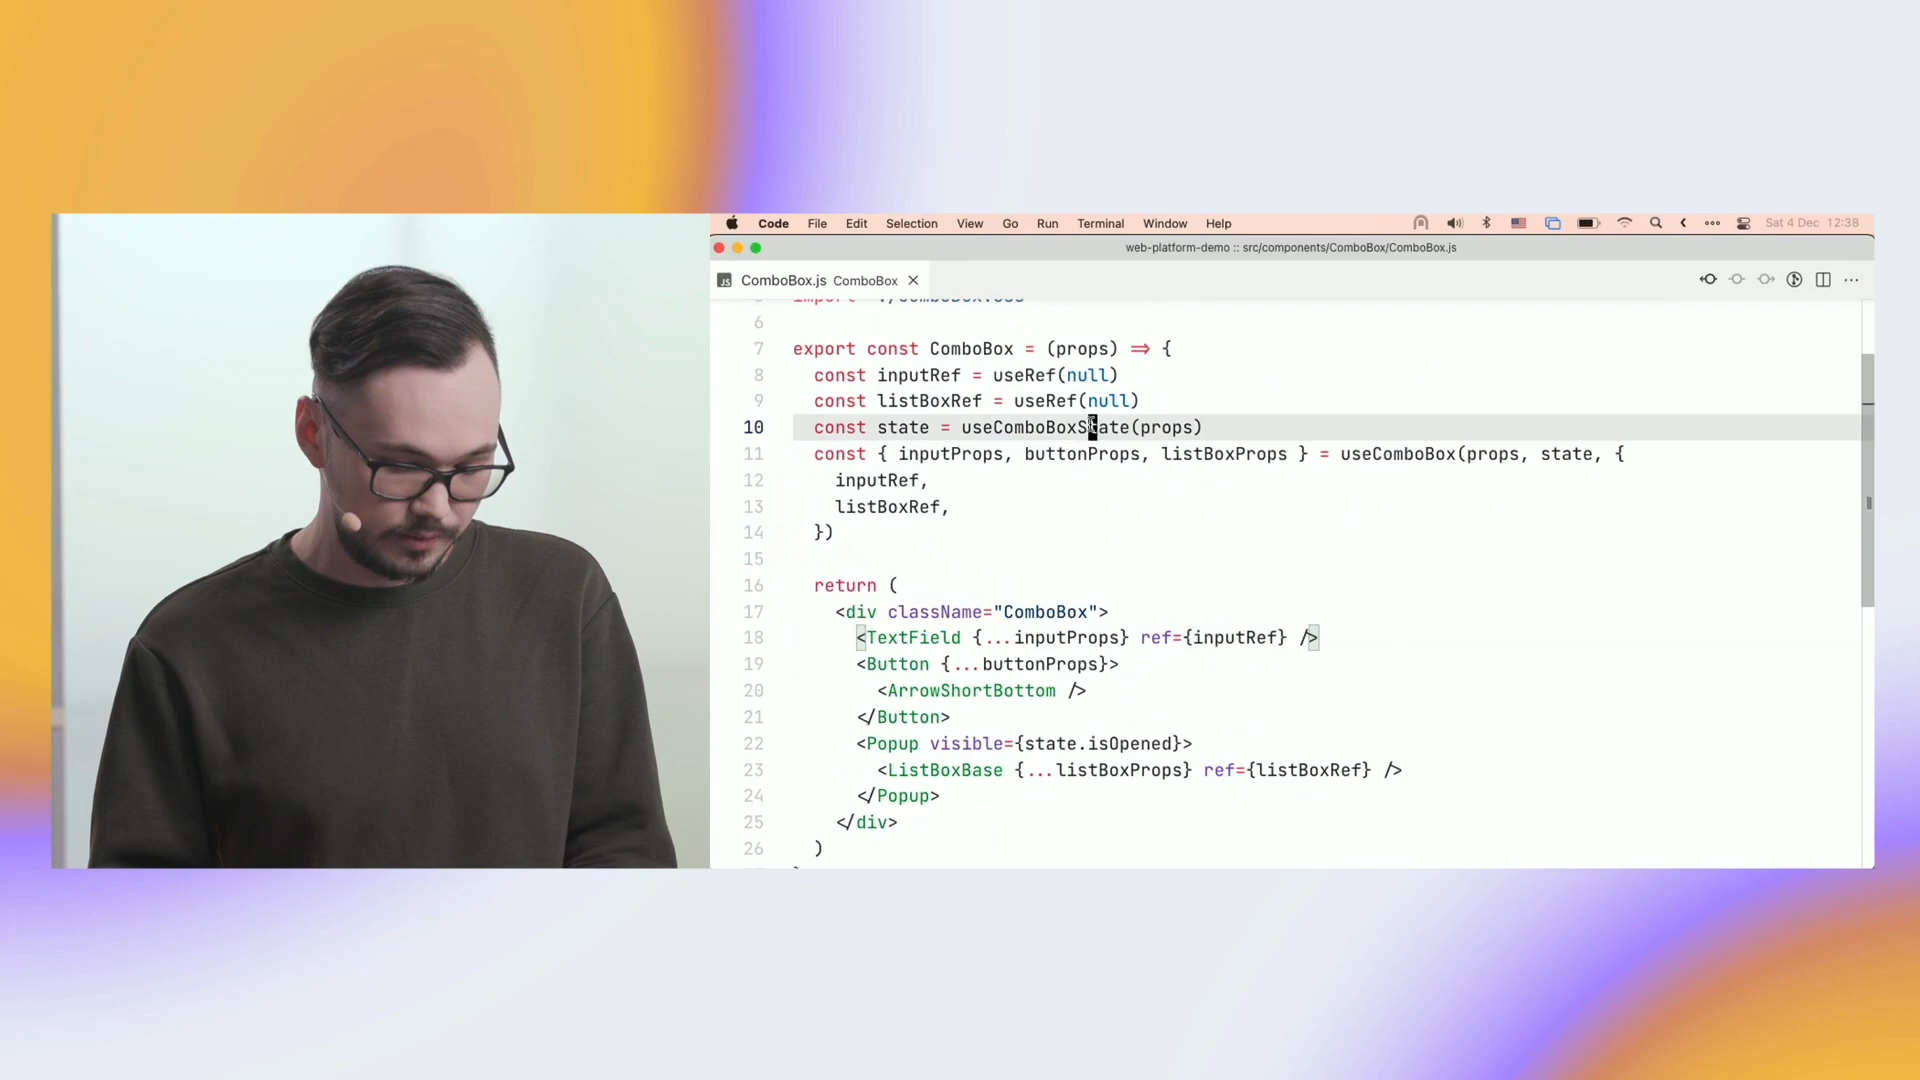 Code File Edit Selection View Go Run Terminal Window Help Sat 4 Dec 12:38
web-platform-demo :: src/components/ComboBox/ComboBox.js
JS ComboBox.js ComboBox
6
7 export const ComboBox = (props) => {
8 const inputRef = useRef(null)
9 const listBoxRef = useRef(null)
10 const state = useComboBoxState(props)
11 const { inputProps, buttonProps, listBoxProps } = useComboBox(props, state, {
12 inputRef,
13 listBoxRef,
14 })
15
16 return (
17 <div className="ComboBox">
18 <TextField {...inputProps} ref={inputRef} />
19 <Button {...buttonProps}>
20 <ArrowShortBottom />
21 </Button>
22 <Popup visible={state.isOpened}>
23 <ListBoxBase {...listBoxProps} ref={listBoxRef} />
24 </Popup>
25 </div>
26 )